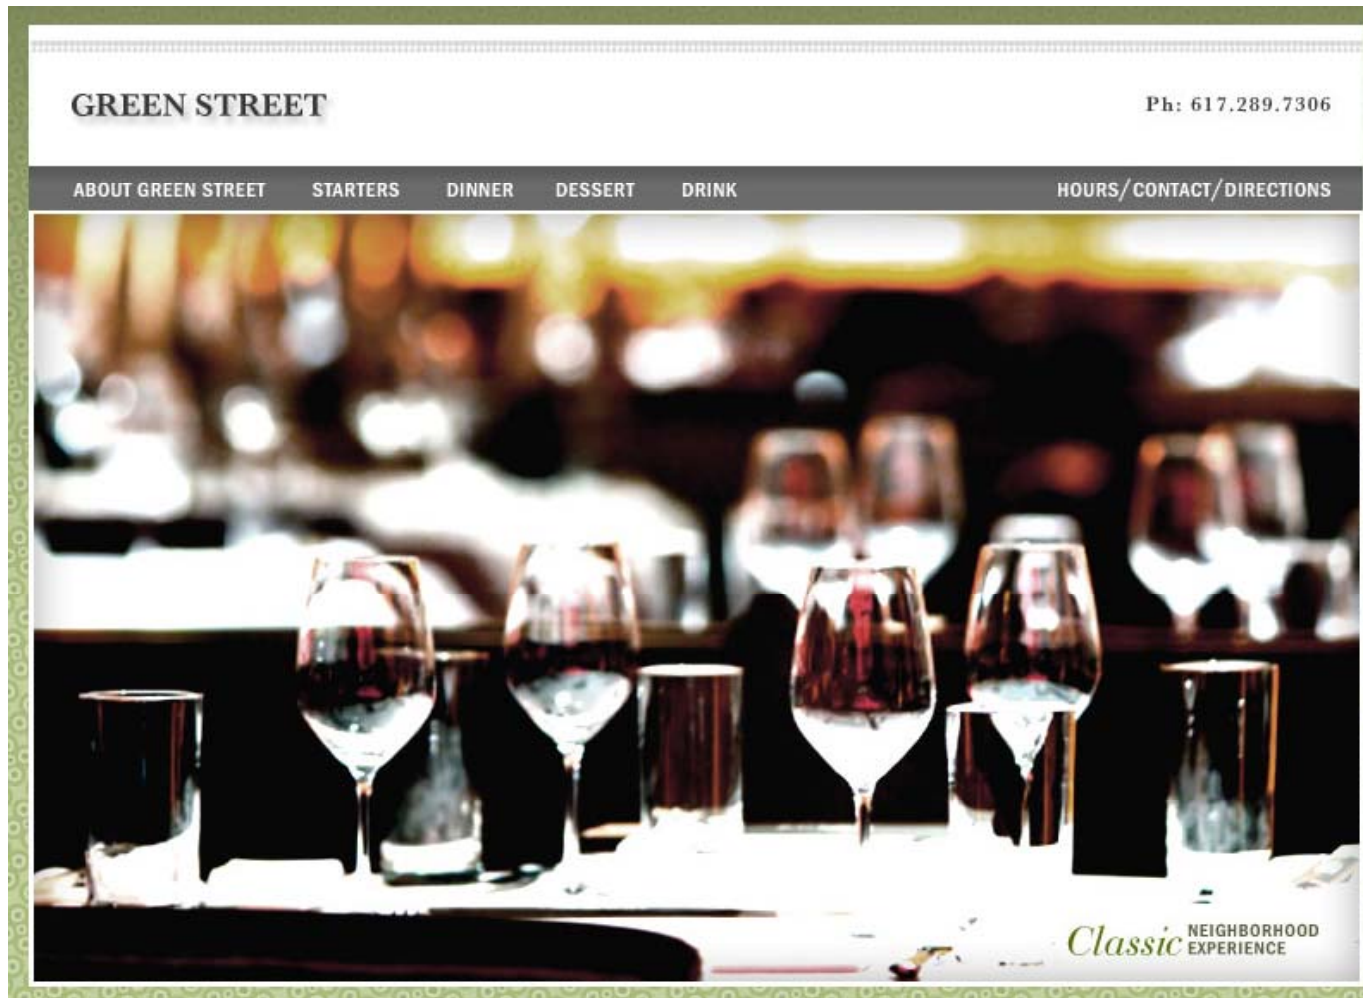 GREEN STREET
Ph: 617.289.7306
ABOUT GREEN STREET STARTERS DINNER DESSERT DRINK HOURS/CONTACT/DIRECTIONS
Classic NEIGHBORHOOD
EXPERIENCE